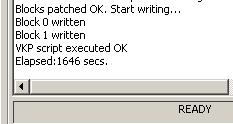 Blocks patched OK. Start writing...
Block 0 written
Block 1 written
VKP script executed OK
Elapsed:1646 secs.
READY